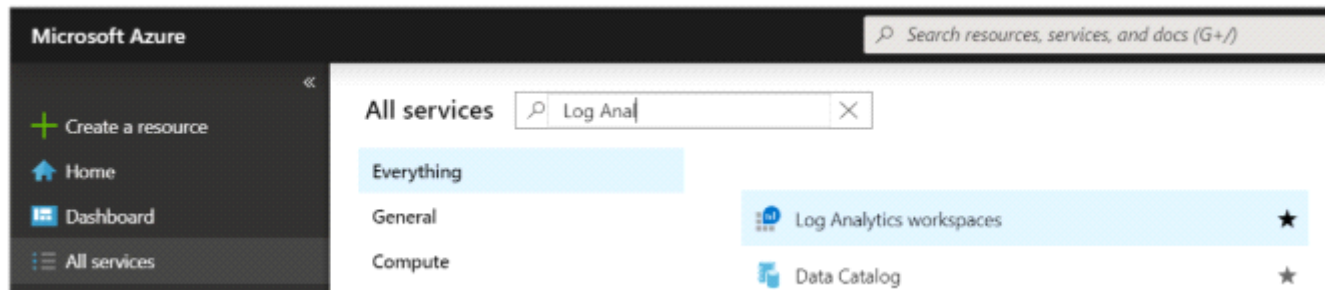 Microsoft Azure
Search resources, services, and docs (G+/)
«
Create a resource
Home
Dashboard
All services
All services
Log Anal
Everything
General
Compute
Log Analytics workspaces
Data Catalog